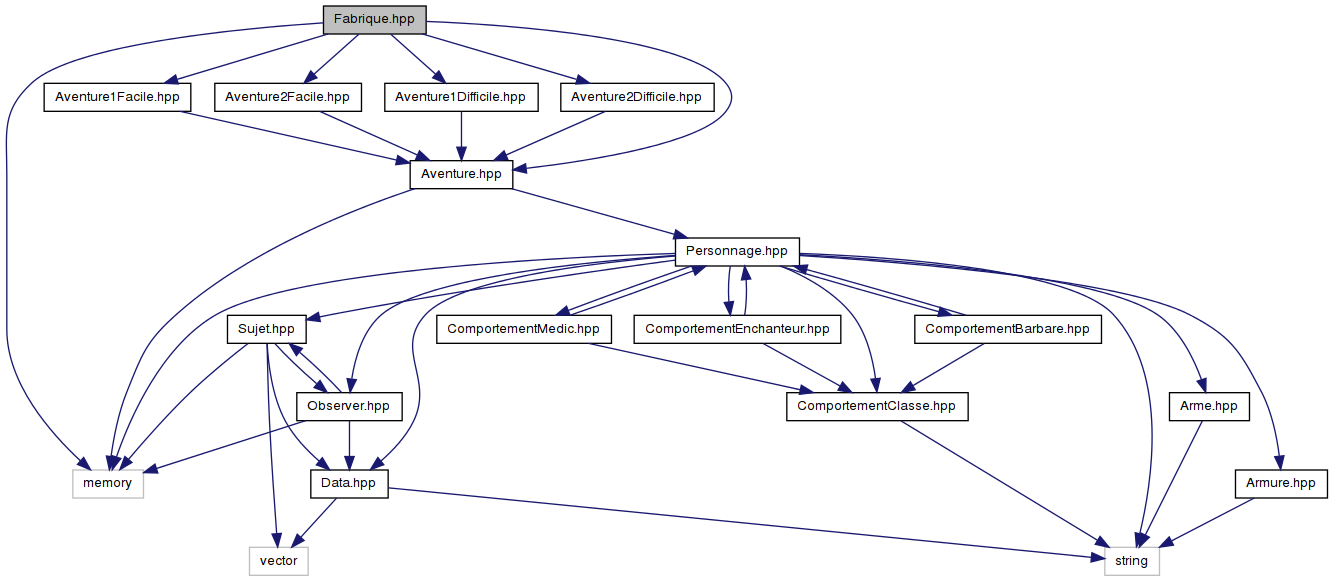 Fabrique.hpp
Aventure1Facile.hpp
Aventure2Facile.hpp
Aventure1Difficile.hpp
Aventure2Difficile.hpp
Aventure.hpp
Personnage.hpp
Sujet.hpp
ComportementMedic.hpp
ComportementEnchanteur.hpp
ComportementBarbare.hpp
Observer.hpp
ComportementClasse.hpp
Arme.hpp
memory
Data.hpp
Armure.hpp
vector
string